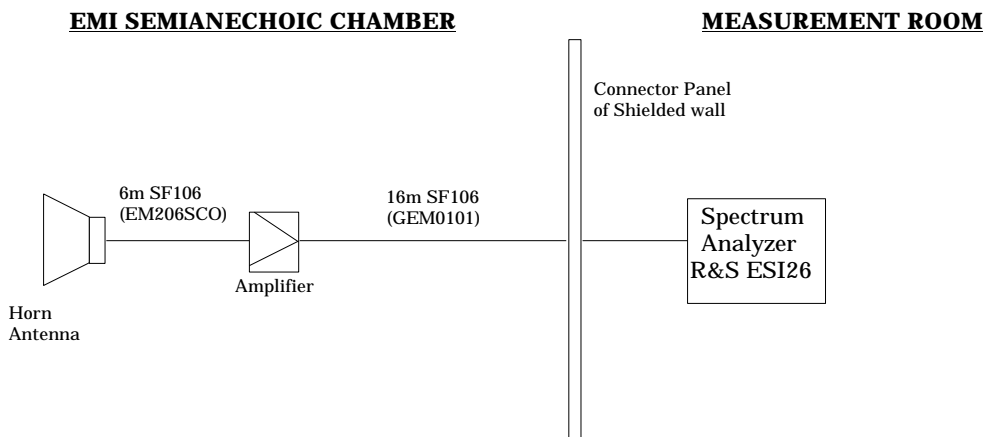 EMI SEMIANECHOIC CHAMBER
MEASUREMENT ROOM
Connector Panel
of Shielded wall
6m SF106
(EM206SCO)
16m SF106
(GEM0101)
Spectrum
Analyzer
R&S ESI26
Amplifier
Horn
Antenna